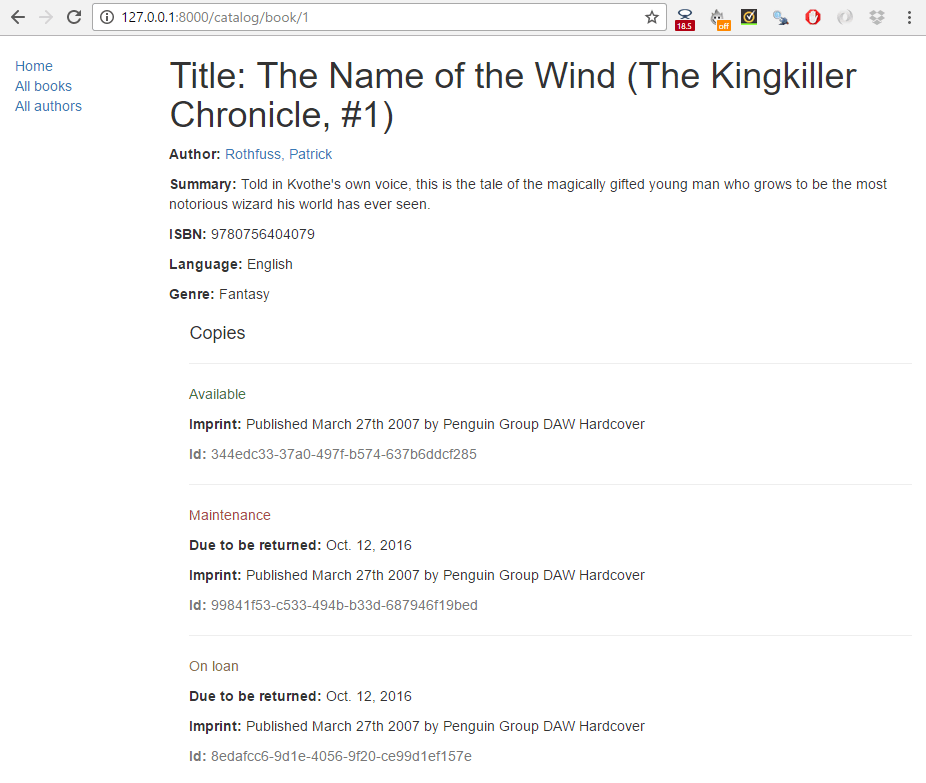 127.0.0.1:8000/catalog/book/1
18.5
off
Home
All books
All authors
Title: The Name of the Wind (The Kingkiller
Chronicle, #1)
Author: Rothfuss, Patrick
Summary: Told in Kvothe's own voice, this is the tale of the magically gifted young man who grows to be the most
notorious wizard his world has ever seen.
ISBN: 9780756404079
Language: English
Genre: Fantasy
Copies
Available
Imprint: Published March 27th 2007 by Penguin Group DAW Hardcover
Id: 344edc33-37a0-497f-b574-637b6ddcf285
Maintenance
Due to be returned: Oct. 12, 2016
Imprint: Published March 27th 2007 by Penguin Group DAW Hardcover
Id: 99841f53-c533-494b-b33d-687946f19bed
On loan
Due to be returned: Oct. 12, 2016
Imprint: Published March 27th 2007 by Penguin Group DAW Hardcover
Id: 8edafcc6-9d1e-4056-9f20-ce99d1ef157e